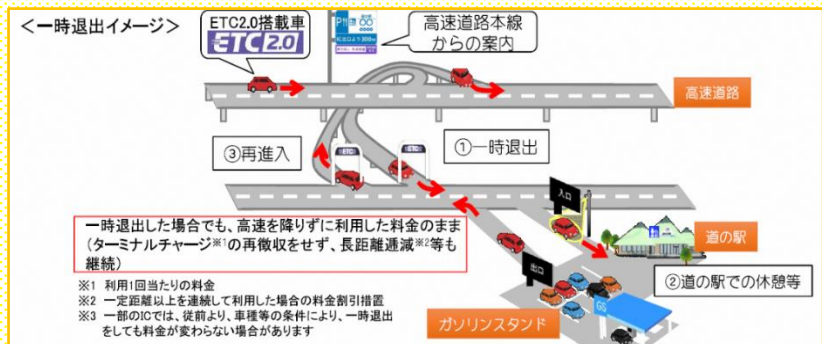 <一時退出イメージ>
ETC2.0搭載車
ETC 2.0
高速道路本線
からの案内
高速道路
③再進入
ETC
ETC
①一時退出
入口
一時退出した場合でも、高速を降りずに利用した料金のまま
(ターミナルチャージ※1の再徴収をせず、長距離逓減※2等も
継続)
道の駅
②道の駅での休憩等
出口
※1 利用1回当たりの料金
※2 一定距離以上を連続して利用した場合の料金割引措置
※3 一部のICでは、従前より、車種等の条件により、一時退出
をしても料金が変わらない場合があります
GS
ガソリンスタンド